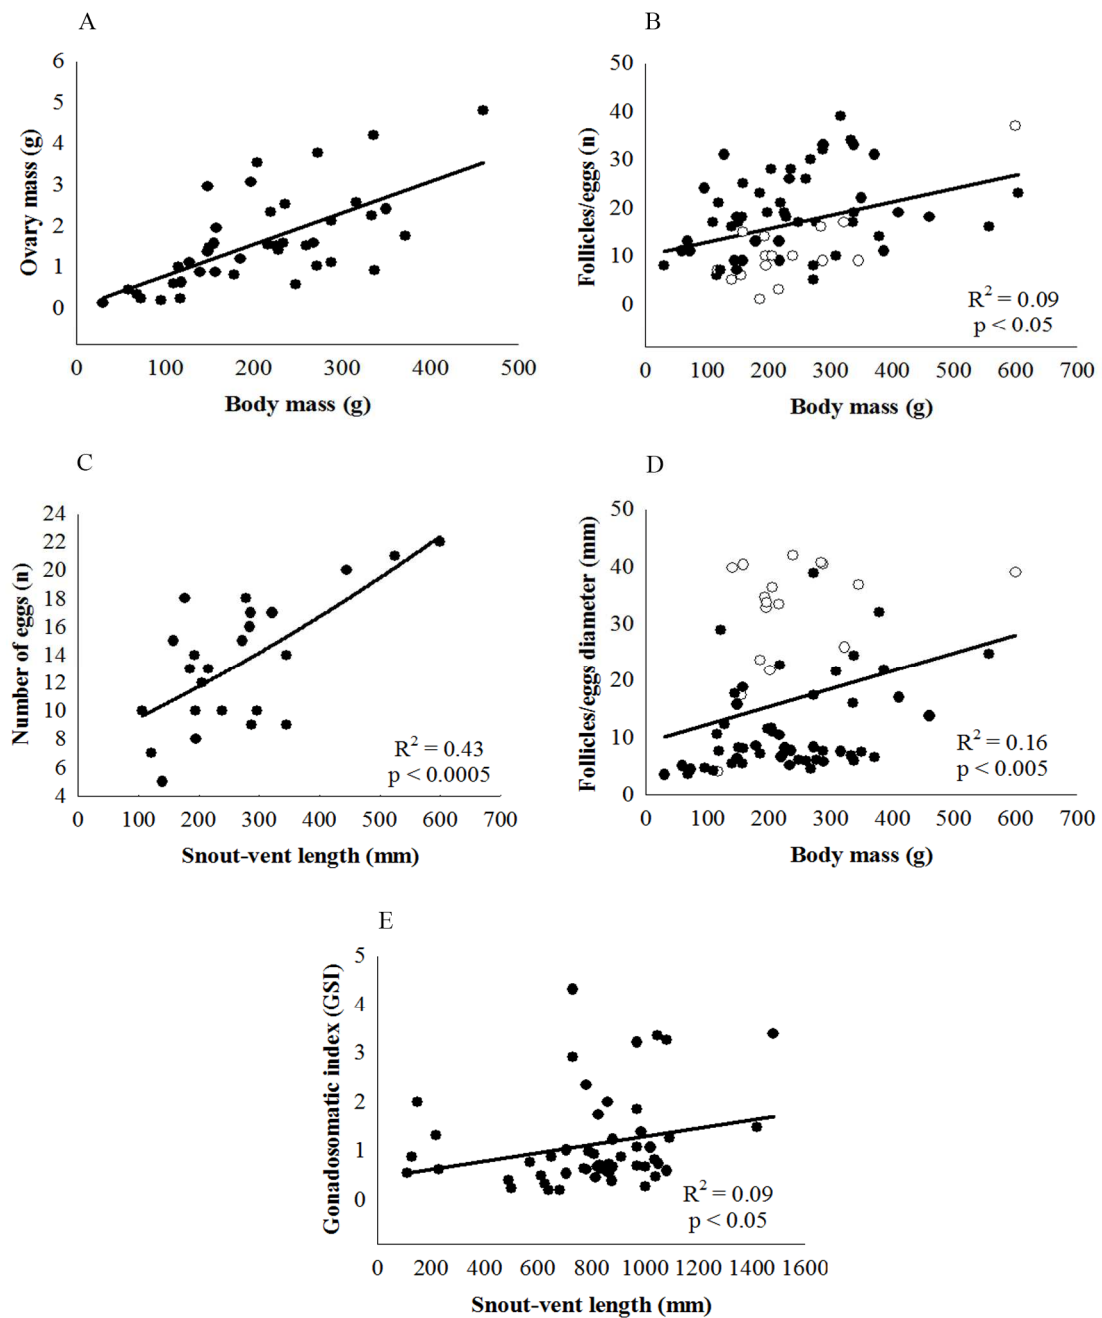 A
B
6
5
4
3
2
1
0
Ovary mass (g)
0 100 200 300 400 500
Body mass (g)
50
40
30
20
10
0
Follicles/eggs (n)
R² = 0.09
p < 0.05
0 100 200 300 400 500 600 700
Body mass (g)
C
D
24
22
20
18
16
14
12
10
8
6
4
Number of eggs (n)
R² = 0.43
p < 0.0005
0 100 200 300 400 500 600 700
Snout-vent length (mm)
50
40
30
20
10
0
Follicles/eggs diameter (mm)
R² = 0.16
p < 0.005
0 100 200 300 400 500 600 700
Body mass (g)
E
5
4
3
2
1
0
Gonadosomatic index (GSI)
R² = 0.09
p < 0.05
0 200 400 600 800 1000 1200 1400 1600
Snout-vent length (mm)